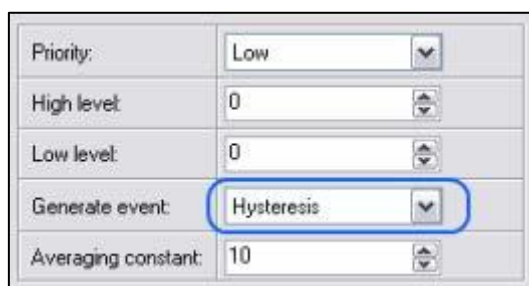 Priority: Low
High level: 0
Low level: 0
Generate event: Hysteresis
Averaging constant: 10